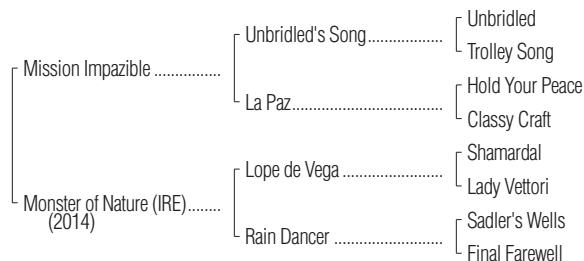 Unbridled
Unbridled's Song....................
Trolley Song
Mission Impazible ................
Hold Your Peace
La Paz........................................
Classy Craft
Shamardal
Lope de Vega ..........................
Lady Vettori
Monster of Nature (IRE)........
(2014)
Sadler's Wells
Rain Dancer ............................
Final Farewell